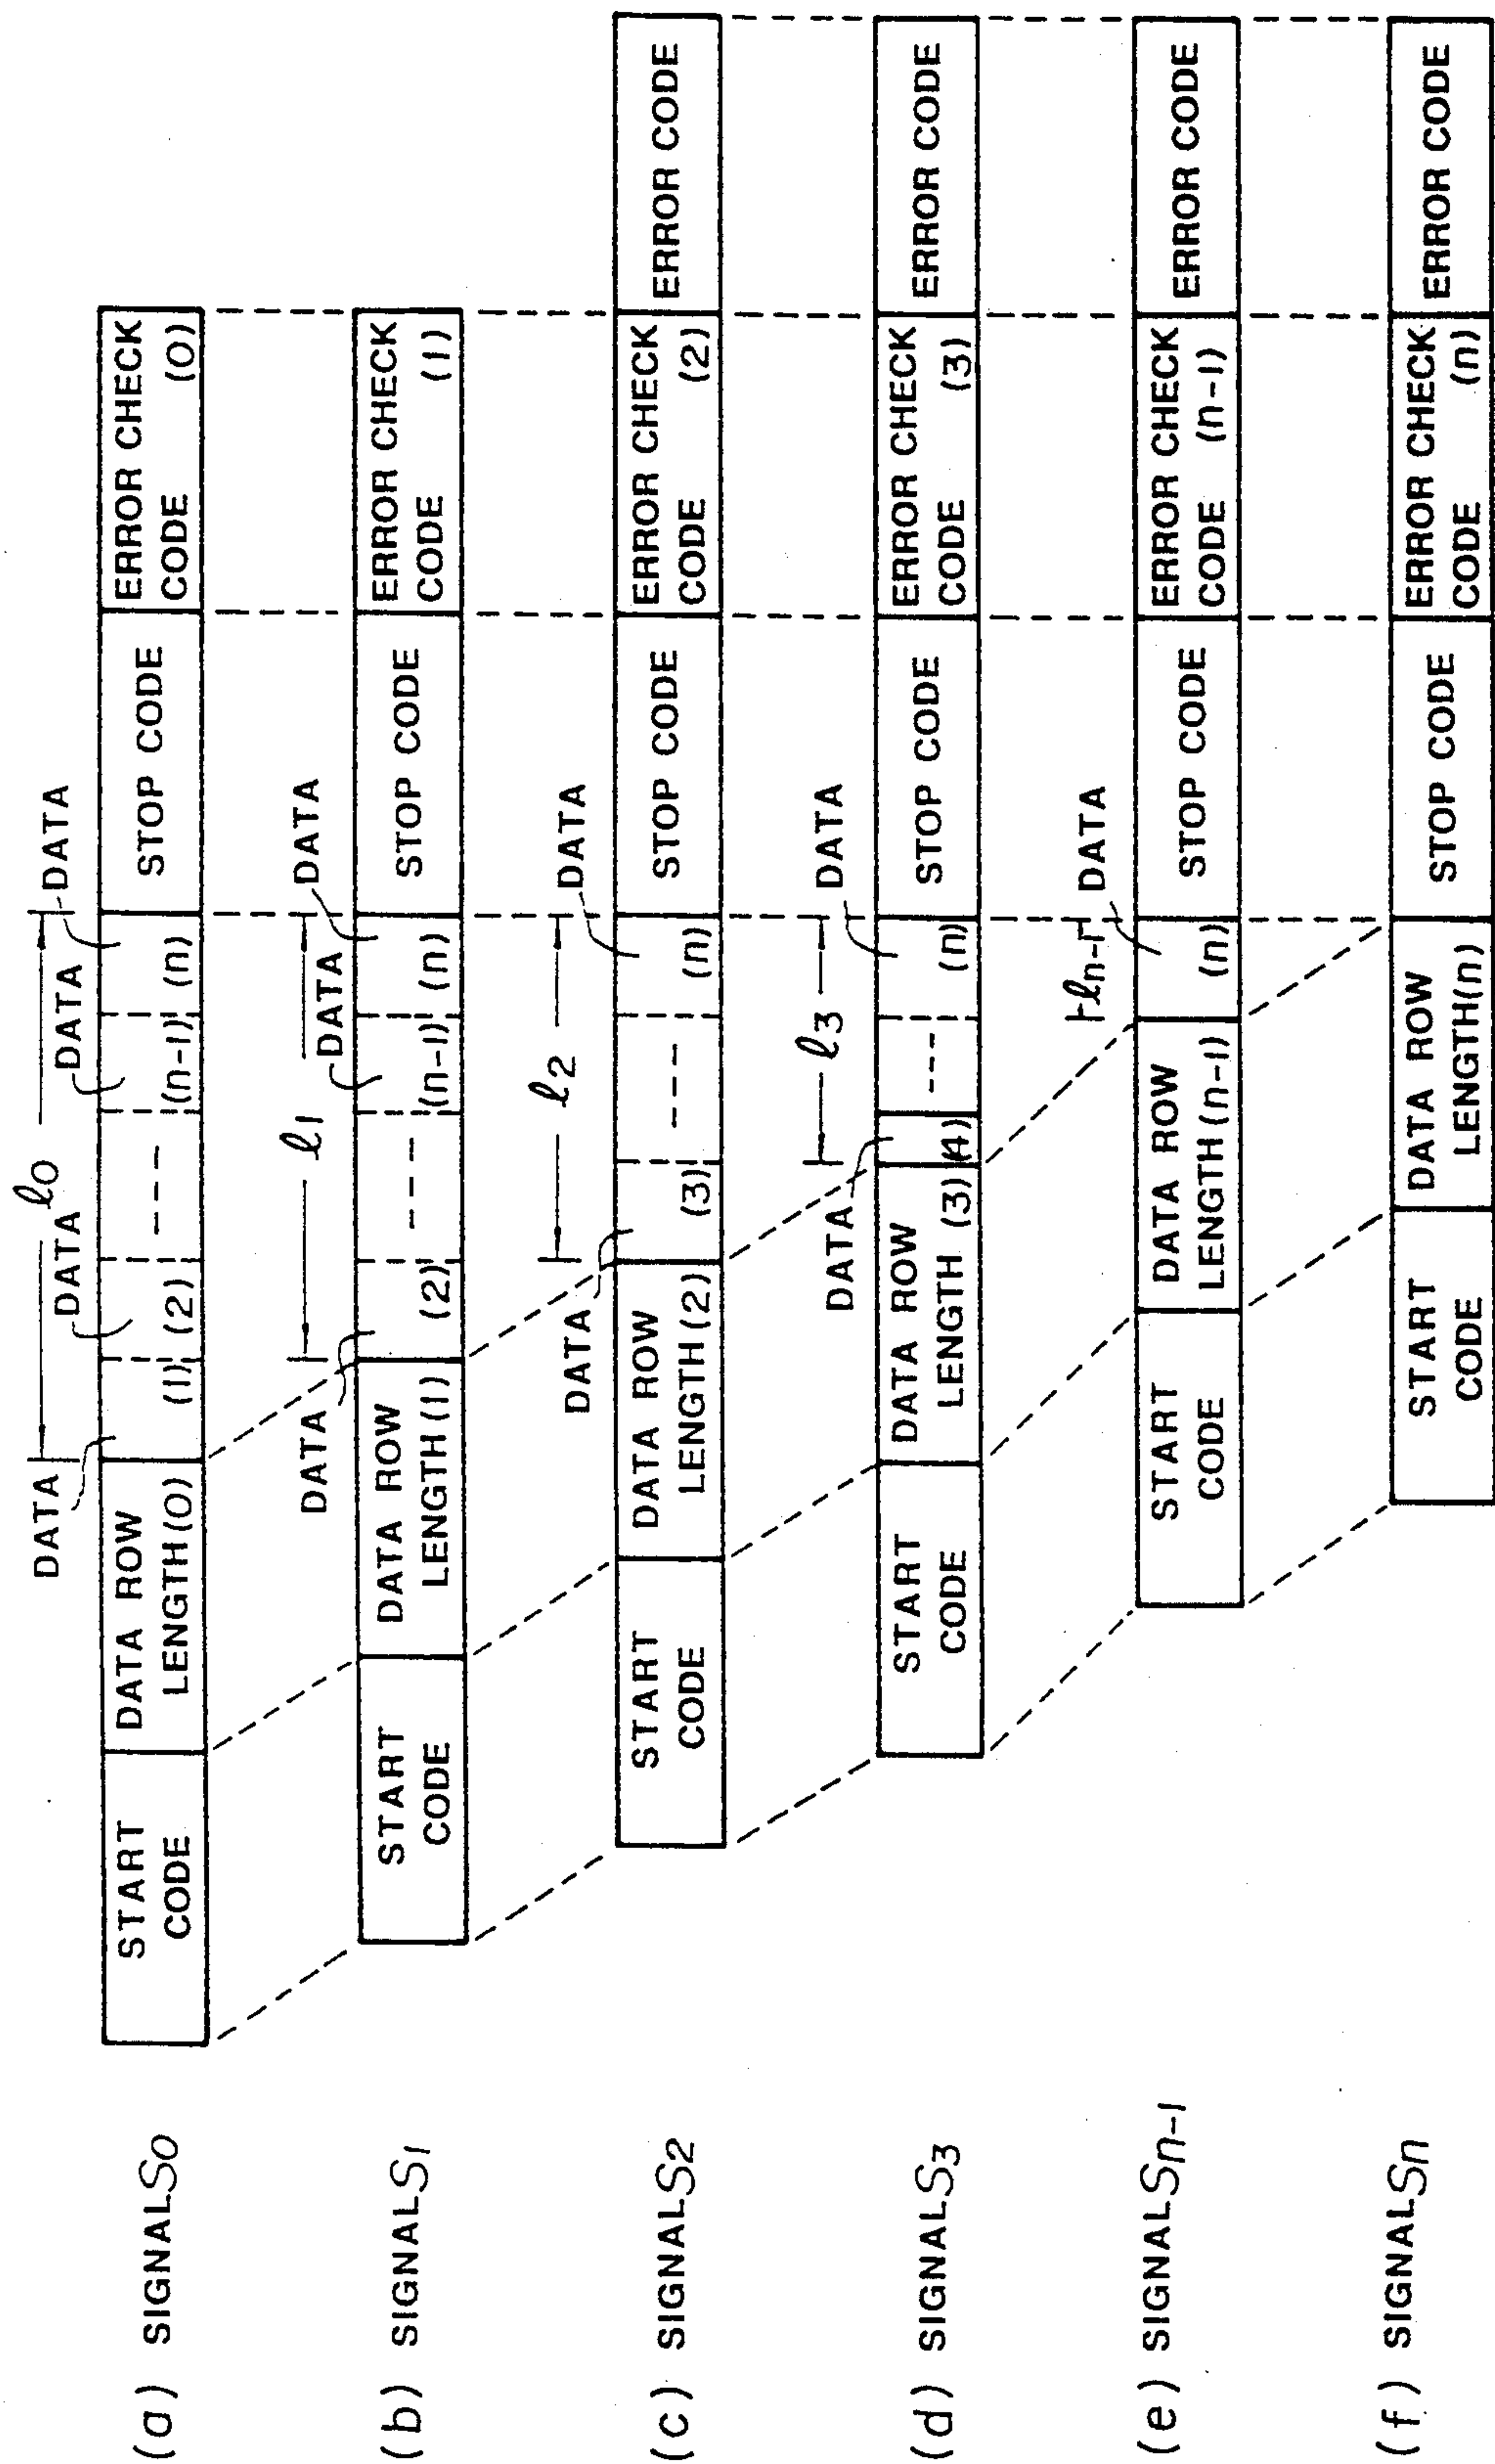 (a) SIGNAL S0
START
CODE
DATA ROW
LENGTH(0)
DATA
(1)
DATA
(2)
ℓ0
---
DATA
(n-1)
DATA
(n)
STOP CODE
ERROR CHECK
CODE (0)
(b) SIGNAL S1
START
CODE
DATA ROW
LENGTH(1)
DATA
(2)
ℓ1
---
DATA
(n-1)
DATA
(n)
STOP CODE
ERROR CHECK
CODE (1)
(c) SIGNAL S2
START
CODE
DATA ROW
LENGTH(2)
DATA
(3)
ℓ2
---
DATA
(n)
STOP CODE
ERROR CHECK
CODE (2)
ERROR CODE
(d) SIGNAL S3
START
CODE
DATA ROW
LENGTH (3)
DATA
(4)
ℓ3
---
DATA
(n)
STOP CODE
ERROR CHECK
CODE (3)
ERROR CODE
(e) SIGNAL Sn-1
START
CODE
DATA ROW
LENGTH(n-1)
ℓn-1
DATA
(n)
STOP CODE
ERROR CHECK
CODE (n-1)
ERROR CODE
(f) SIGNAL Sn
START
CODE
DATA ROW
LENGTH(n)
STOP CODE
ERROR CHECK
CODE (n)
ERROR CODE